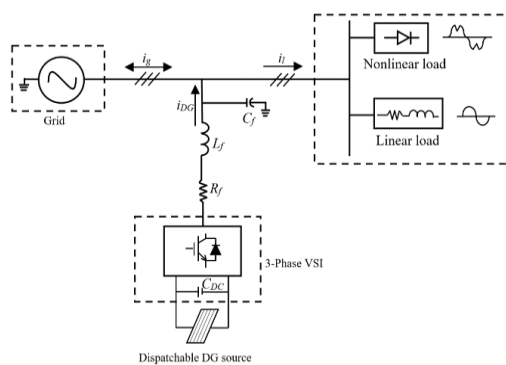 i_g
i_l
Nonlinear load
i_DG
C_f
Grid
L_f
Linear load
R_f
3-Phase VSI
C_DC
Dispatchable DG source